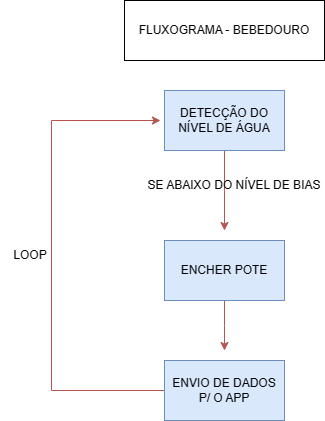 FLUXOGRAMA - BEBEDOURO
DETECÇÃO DO
NÍVEL DE ÁGUA
SE ABAIXO DO NÍVEL DE BIAS
LOOP
ENCHER POTE
ENVIO DE DADOS
P/ O APP